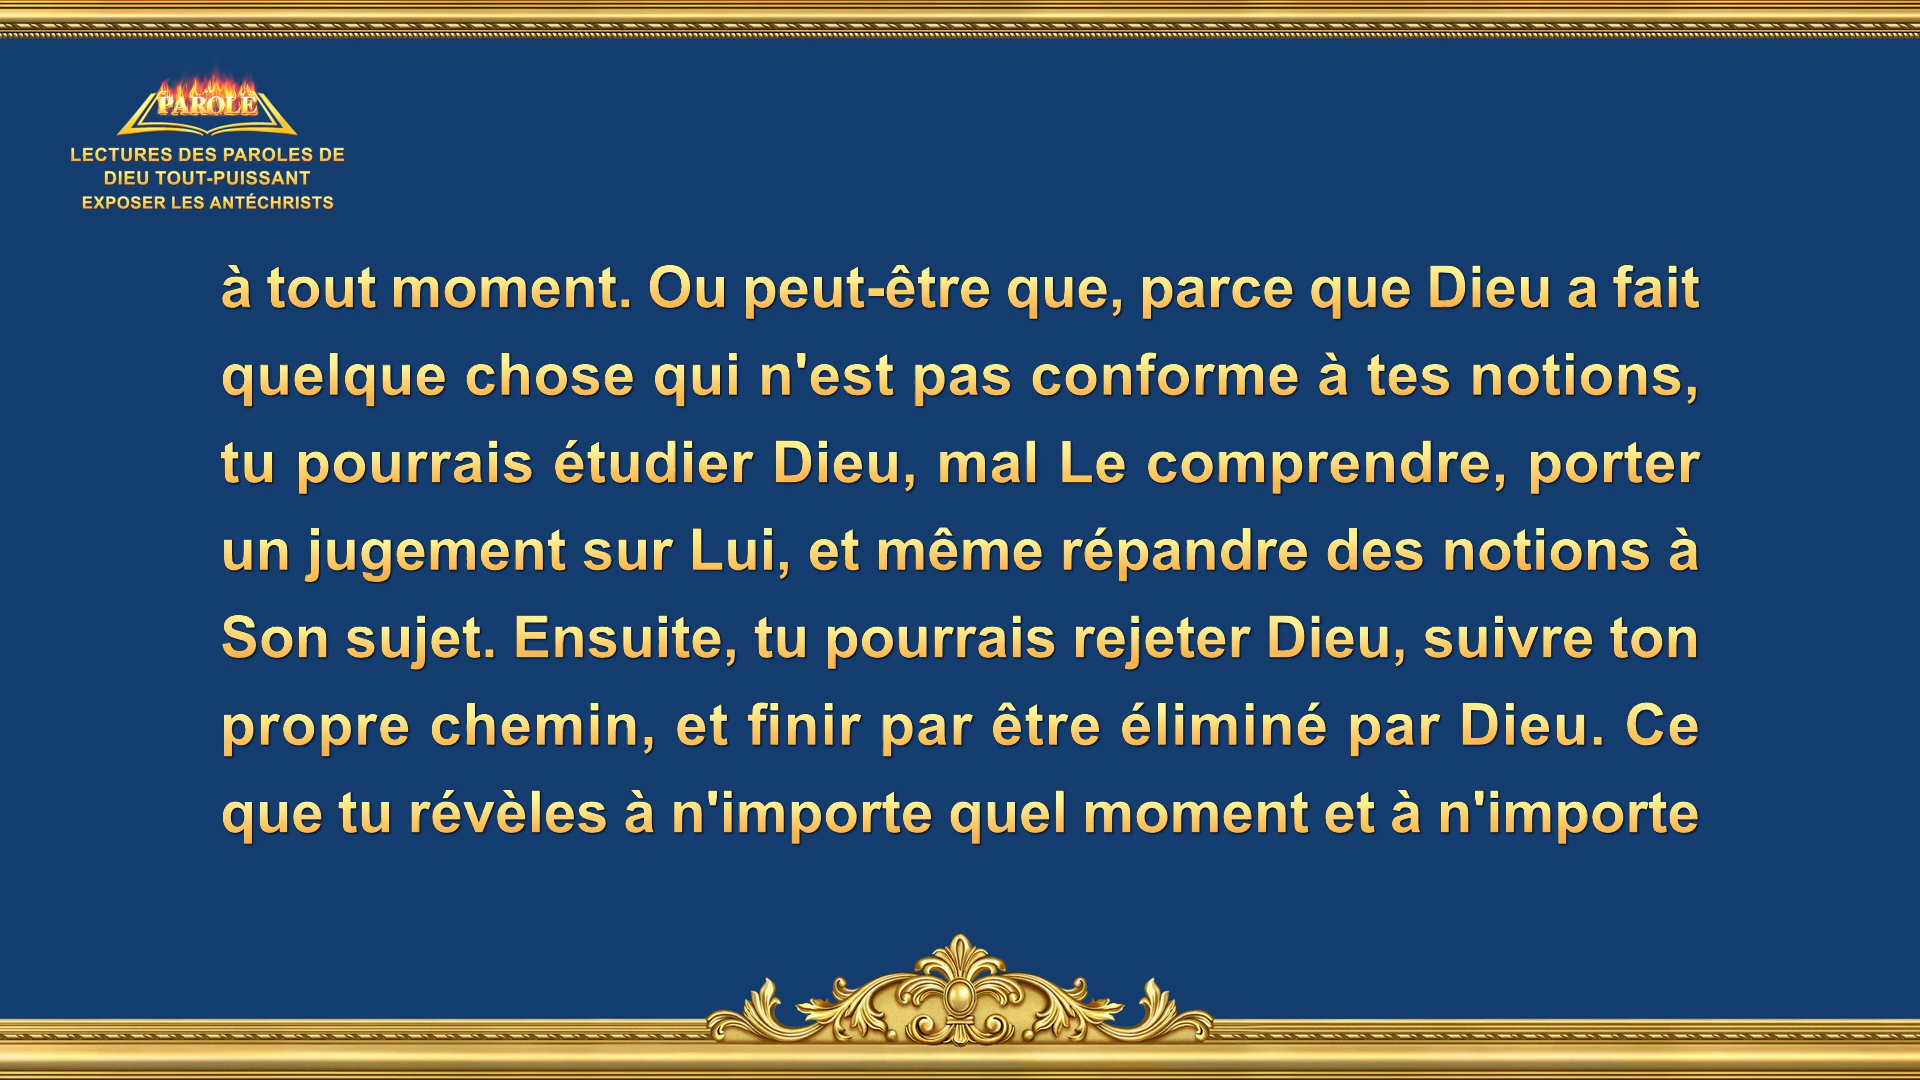 PAROLE
LECTURES DES PAROLES DE
DIEU TOUT-PUISSANT
EXPOSER LES ANTÉCHRISTS
à tout moment. Ou peut-être que, parce que Dieu a fait
quelque chose qui n'est pas conforme à tes notions,
tu pourrais étudier Dieu, mal Le comprendre, porter
un jugement sur Lui, et même répandre des notions à
Son sujet. Ensuite, tu pourrais rejeter Dieu, suivre ton
propre chemin, et finir par être éliminé par Dieu. Ce
que tu révèles à n'importe quel moment et à n'importe